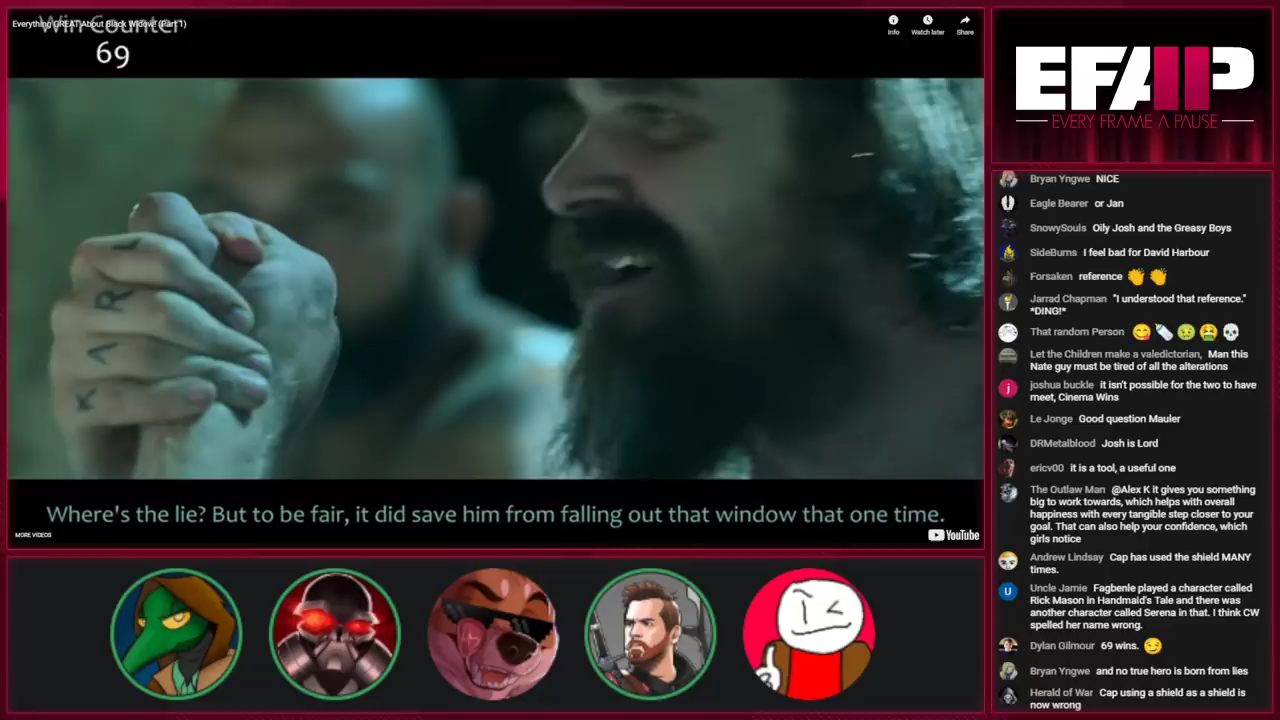 Everything GREAT About Black Widow! (Part 1)
Win Counter
69
Info
Watch later
Share
KARL
Where's the lie? But to be fair, it did save him from falling out that window that one time.
MORE VIDEOS
YouTube
EFAP
EVERY FRAME A PAUSE
Bryan Yngwe NICE
Eagle Bearer or Jan
SnowySouls Oily Josh and the Greasy Boys
SideBurns I feel bad for David Harbour
Forsaken reference 👏 👏
Jarrad Chapman "I understood that reference."
*DING!*
That random Person 😋 🍼 🤢 🤮 💀
Let the Children make a valedictorian, Man this
Nate guy must be tired of all the alterations
j
joshua buckle it isn't possible for the two to have
meet, Cinema Wins
Le Jonge Good question Mauler
DRMetalblood Josh is Lord
ericv00 it is a tool, a useful one
The Outlaw Man @Alex K it gives you something
big to work towards, which helps with overall
happiness with every tangible step closer to your
goal. That can also help your confidence, which
girls notice
Andrew Lindsay Cap has used the shield MANY
times.
U
Uncle Jamie Fagbenle played a character called
Rick Mason in Handmaid's Tale and there was
another character called Serena in that. I think CW
spelled her name wrong.
Dylan Gilmour 69 wins. 😏
Bryan Yngwe and no true hero is born from lies
Herald of War Cap using a shield as a shield is
now wrong